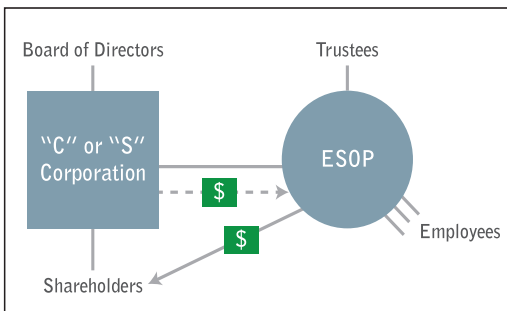 Board of Directors
Trustees
"C" or "S"
Corporation
ESOP
$
$
Employees
Shareholders